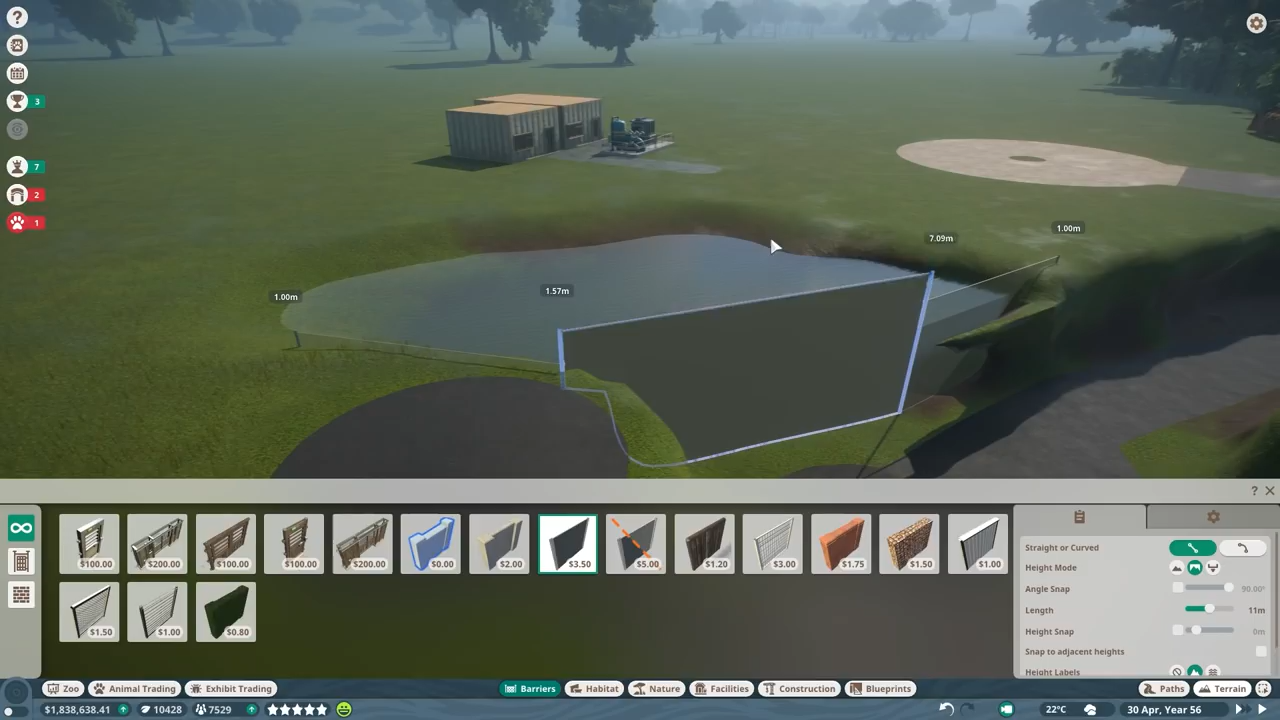 ?
3
7
2
1
1.00m
7.09m
1.57m
1.00m
? ✕
$100.00 $200.00 $100.00 $100.00 $200.00 $0.00 $2.00 $3.50 $5.00 $1.20 $3.00 $1.75 $1.50 $1.00
$1.50 $1.00 $0.80
Straight or Curved
Height Mode
Angle Snap 90.00°
Length 11m
Height Snap 0m
Snap to adjacent heights
Height Labels
Zoo Animal Trading Exhibit Trading Barriers Habitat Nature Facilities Construction Blueprints Paths Terrain
$1,838,638.41 10428 7529 22°C 30 Apr, Year 56